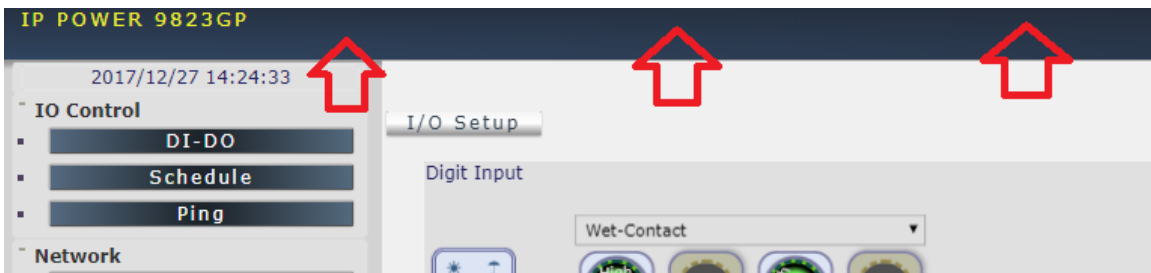 IP POWER 9823GP
2017/12/27 14:24:33
IO Control
DI-DO
Schedule
Ping
Network
I/O Setup
Digit Input
Wet-Contact
High